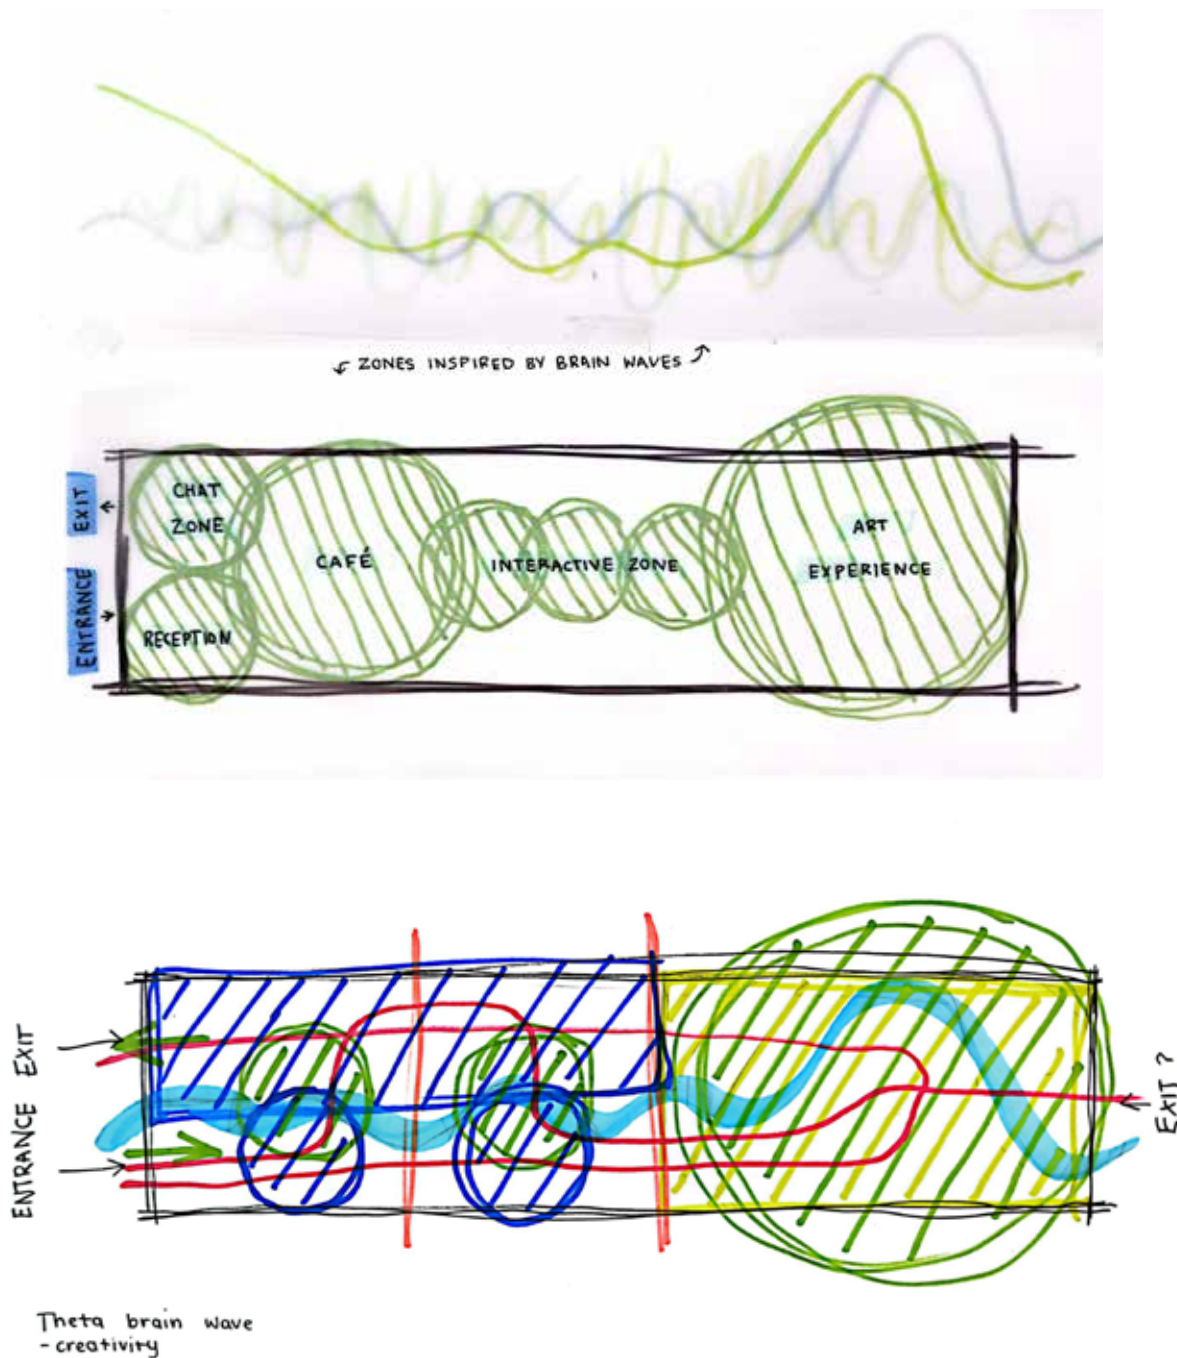 ZONES INSPIRED BY BRAIN WAVES
EXIT
ENTRANCE
CHAT
ZONE
RECEPTION
CAFÉ
INTERACTIVE ZONE
ART
EXPERIENCE
EXIT
ENTRANCE
EXIT ?
Theta brain wave
- creativity